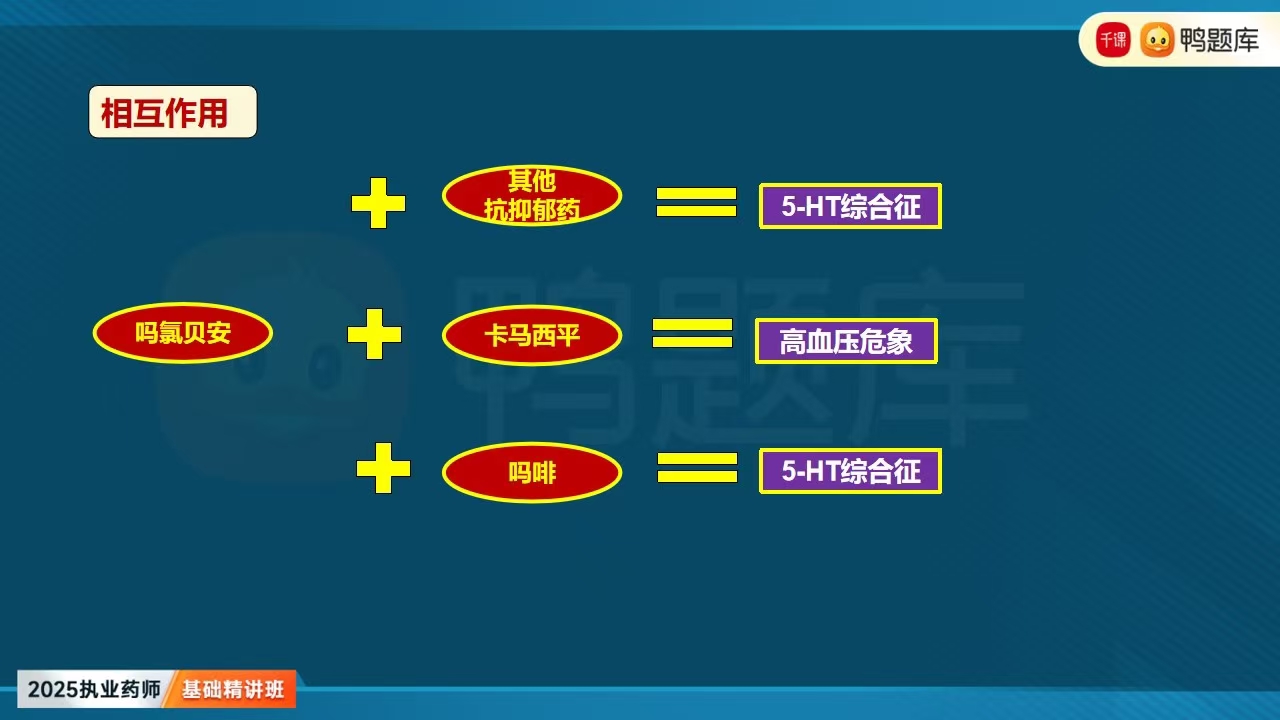 千课 鸭题库
相互作用
其他
抗抑郁药
5-HT综合征
吗氯贝安
卡马西平
高血压危象
吗啡
5-HT综合征
鸭题库
2025执业药师 基础精讲班